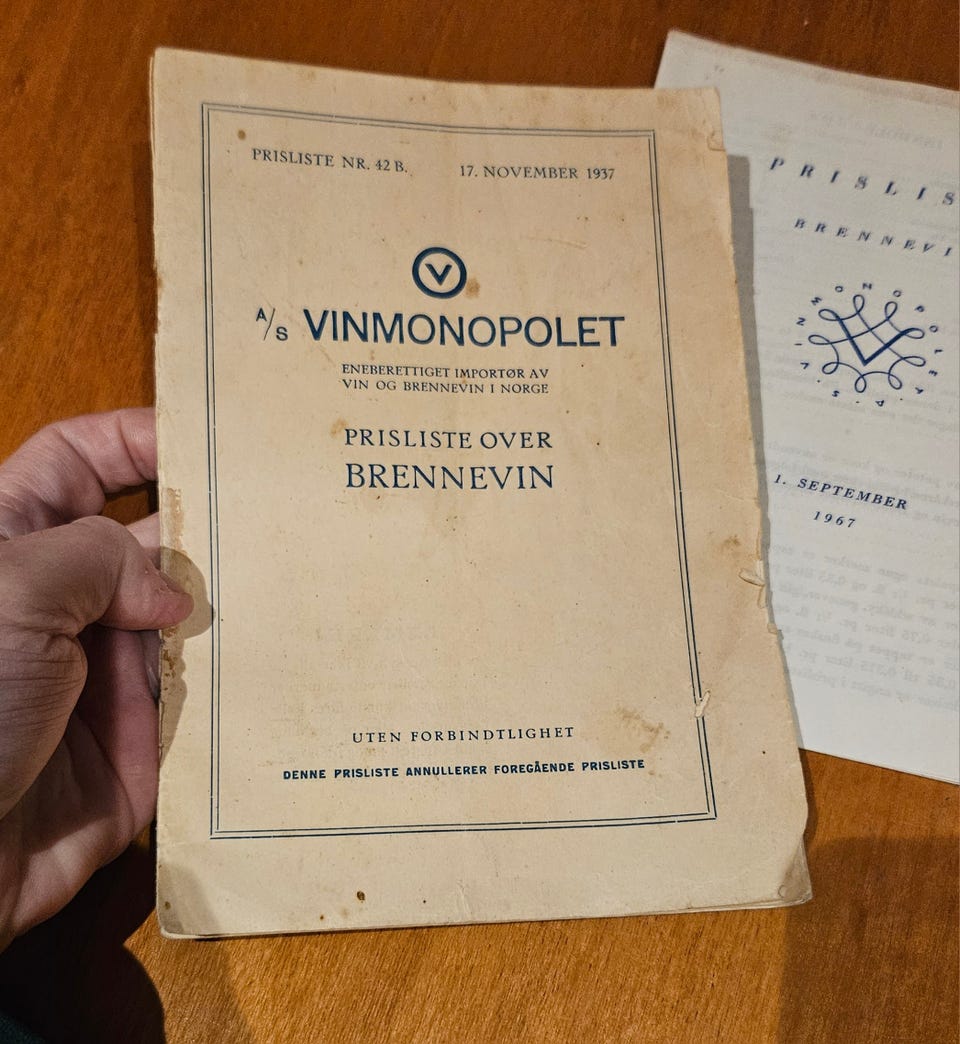 PRISLISTE NR. 42 B. 17. NOVEMBER 1937
V
A/S VINMONOPOLET
ENEBERETTIGET IMPORTØR AV
VIN OG BRENNEVIN I NORGE
PRISLISTE OVER
BRENNEVIN
UTEN FORBINDTLIGHET
DENNE PRISLISTE ANNULLERER FOREGÅENDE PRISLISTE
PRISLIS
BRENNEVI
1. SEPTEMBER
1967